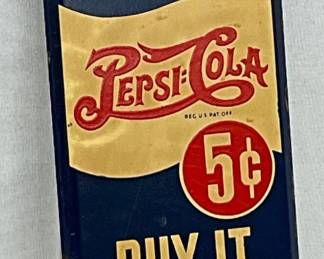 PEPSI:COLA
REG. U.S. PAT. OFF.
5¢
BUY IT